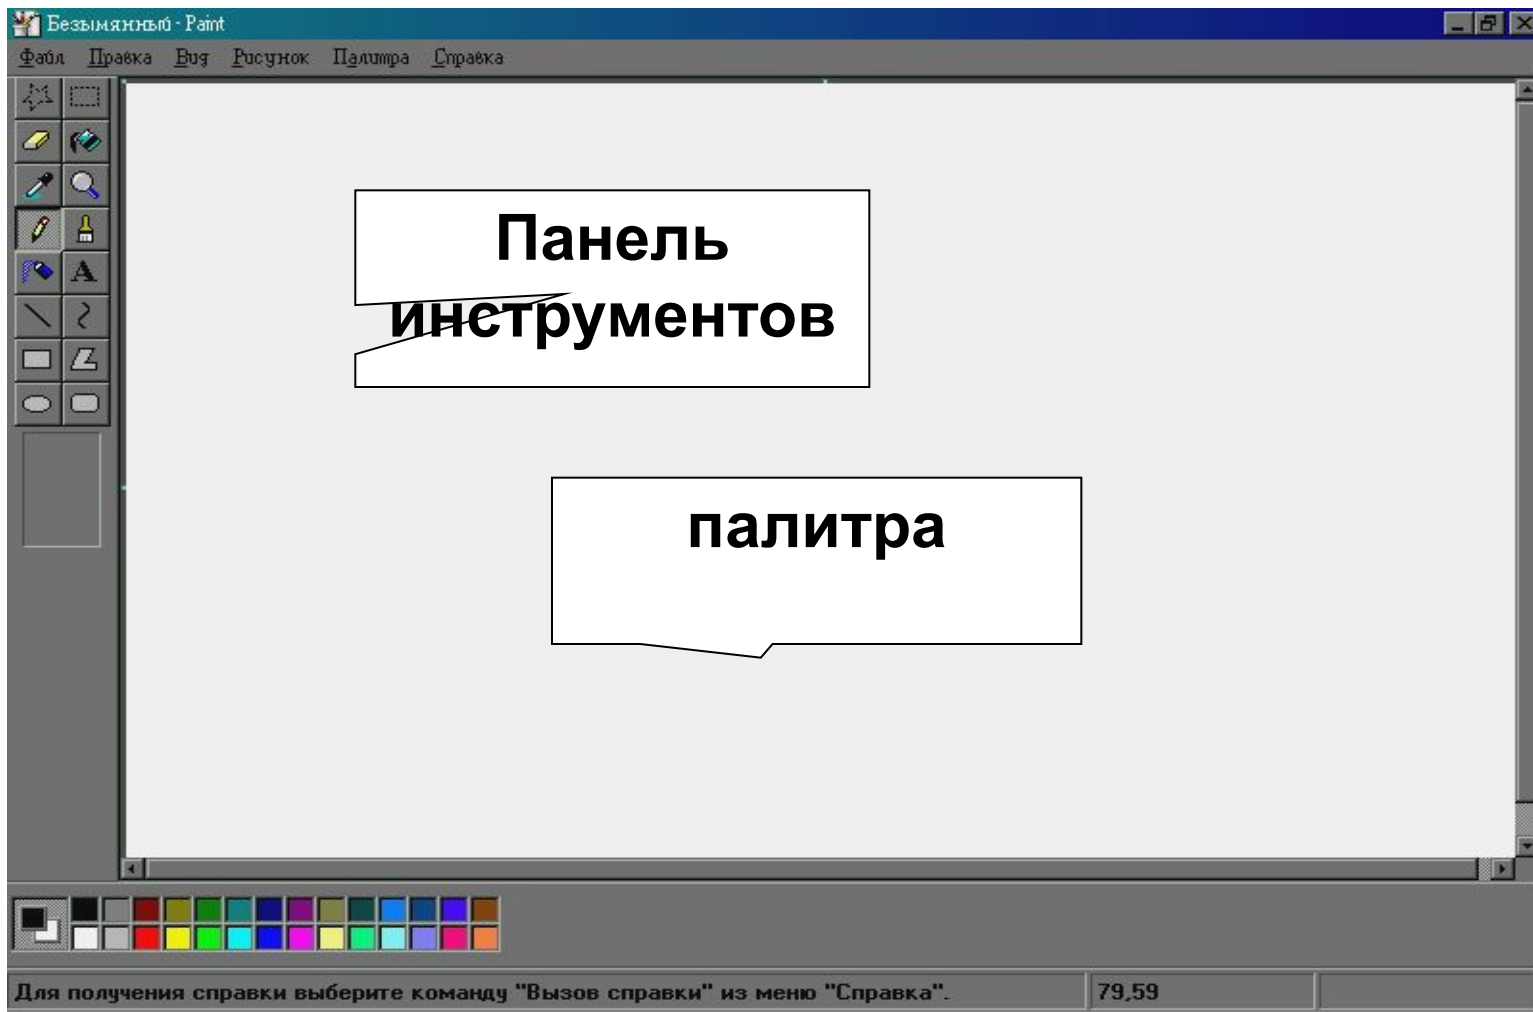 Безымянный - Paint
Файл Правка Вид Рисунок Палитра Справка
A
Панель
инструментов
палитра
Для получения справки выберите команду "Вызов справки" из меню "Справка".
79,59